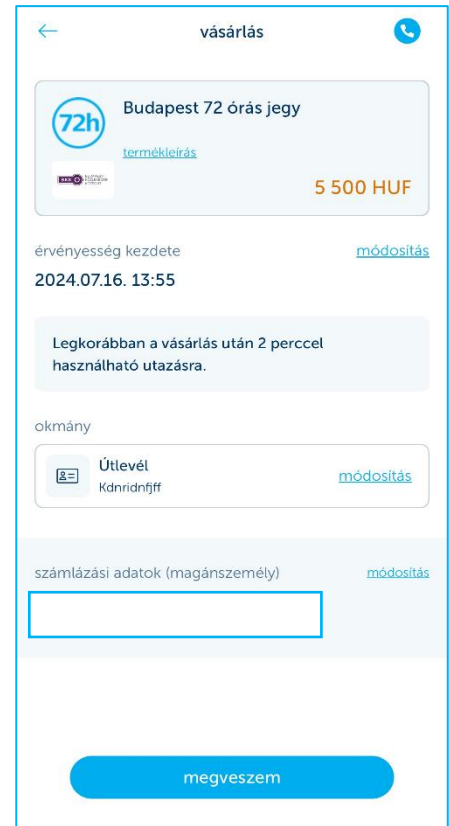 vásárlás
72h
Budapest 72 órás jegy
termékleírás
BKK
5 500 HUF
érvényesség kezdete
módosítás
2024.07.16. 13:55
Legkorábban a vásárlás után 2 perccel
használható utazásra.
okmány
Útlevél
Kdnridnfjff
módosítás
számlázási adatok (magánszemély)
módosítás
megveszem